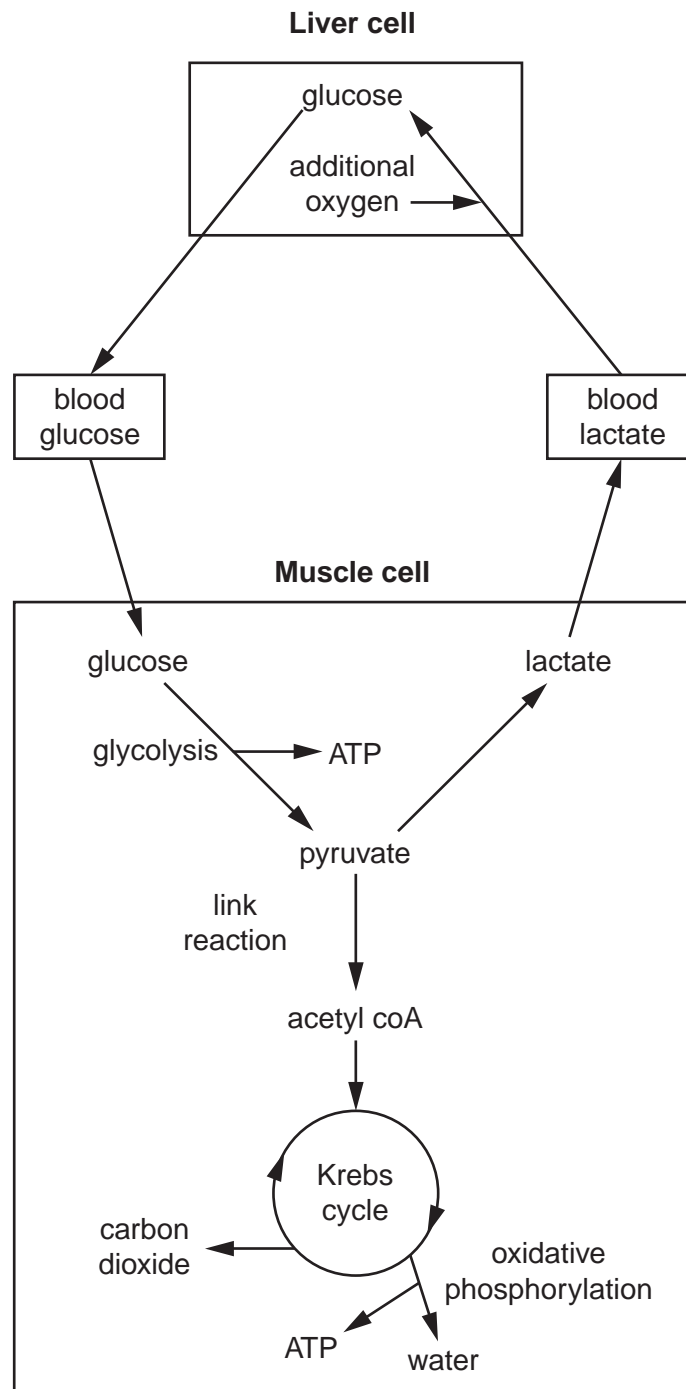 Liver cell
glucose
additional
oxygen
blood
glucose
blood
lactate
Muscle cell
glucose
lactate
glycolysis
ATP
pyruvate
link
reaction
acetyl coA
Krebs
cycle
carbon
dioxide
oxidative
phosphorylation
ATP
water